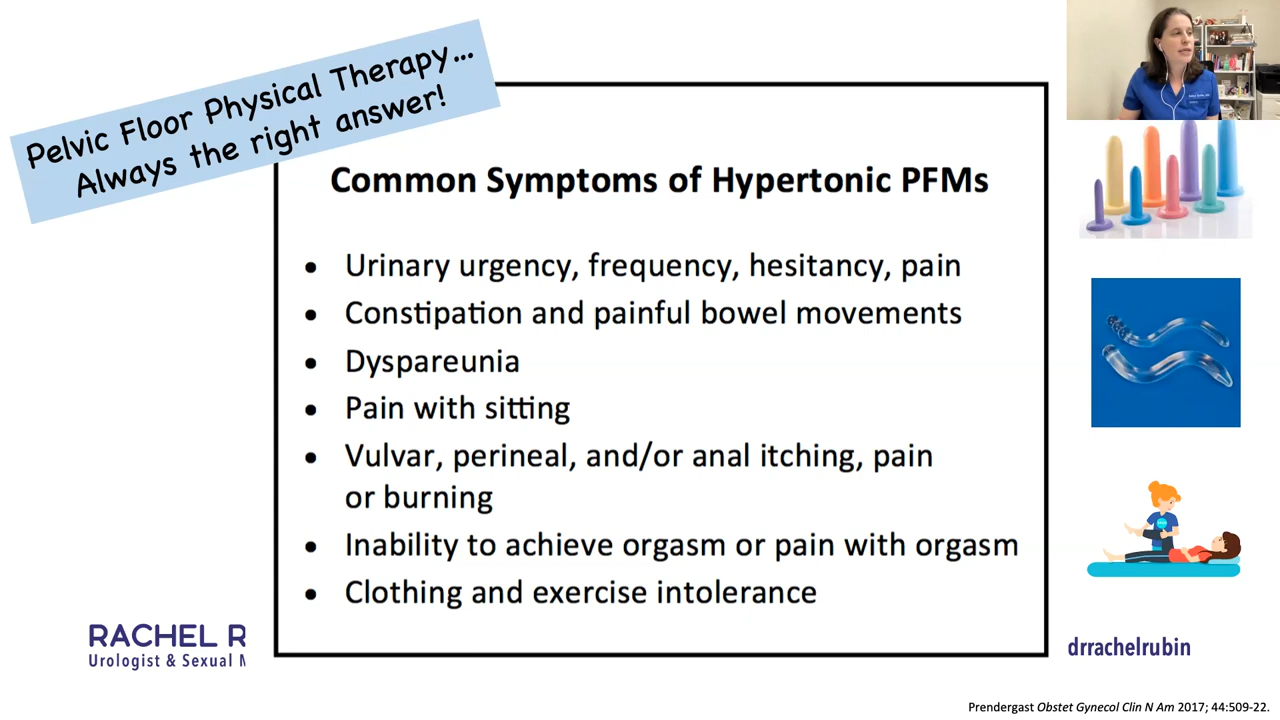 Pelvic Floor Physical Therapy...
Always the right answer!
Common Symptoms of Hypertonic PFMs
• Urinary urgency, frequency, hesitancy, pain
• Constipation and painful bowel movements
• Dyspareunia
• Pain with sitting
• Vulvar, perineal, and/or anal itching, pain
or burning
• Inability to achieve orgasm or pain with orgasm
• Clothing and exercise intolerance
RACHEL R
Urologist & Sexual
drrachelrubin
Prendergast Obstet Gynecol Clin N Am 2017; 44:509-22.